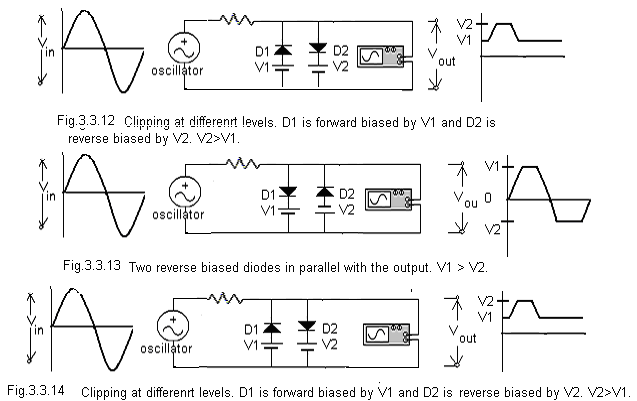 V2
V1
V in
D1
D2
V1
V2
oscillator
V out
Fig.3.3.12 Clipping at differenrt levels. D1 is forward biased by V1 and D2 is
reverse biased by V2. V2>V1.
V in
D1
D2
V1
V2
oscillator
V ou
V1
0
V2
Fig.3.3.13 Two reverse biased diodes in parallel with the output. V1 > V2.
V in
D1
D2
V1
V2
oscillator
V out
V2
V1
Fig.3.3.14 Clipping at differenrt levels. D1 is forward biased by V1 and D2 is reverse biased by V2. V2>V1.